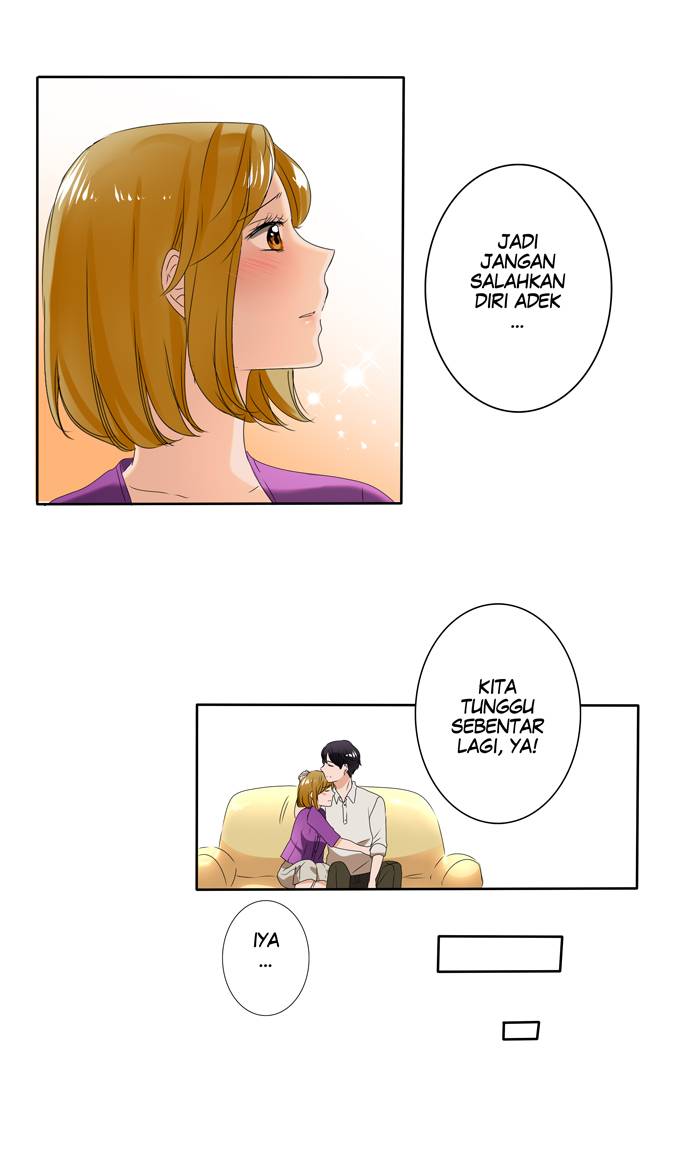 JADI
JANGAN
SALAHKAN
DIRI ADEK
...
KITA
TUNGGU
SEBENTAR
LAGI, YA!
IYA
...